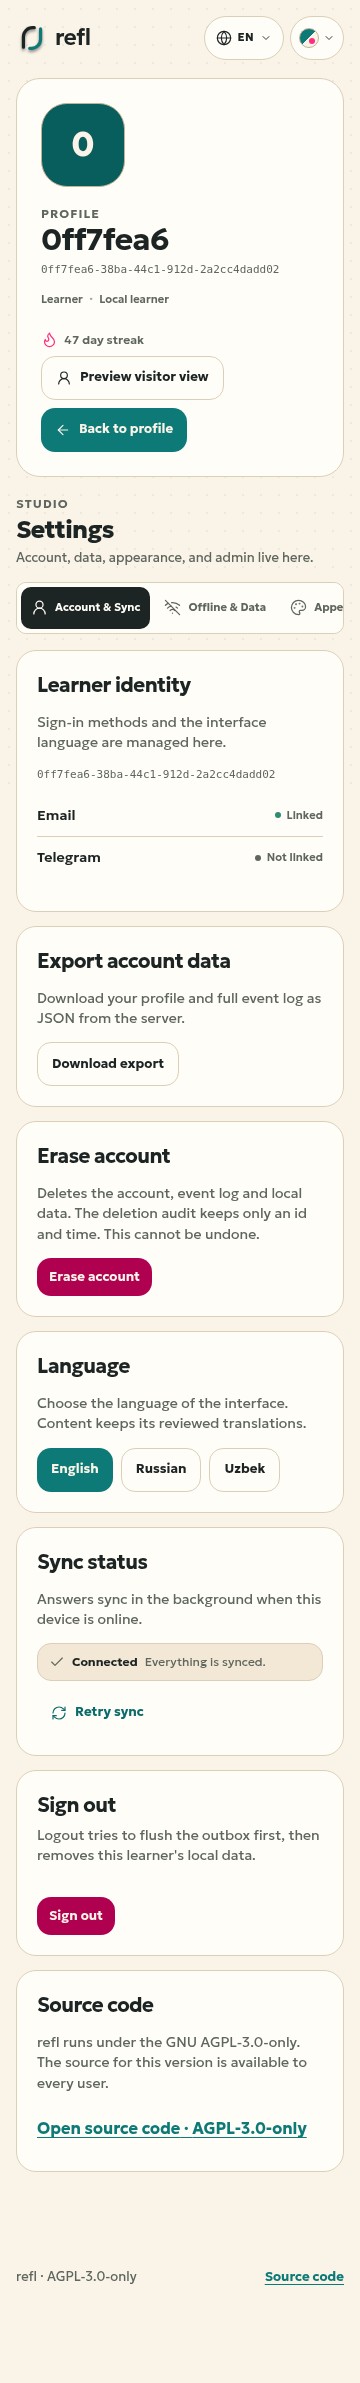 refl
EN
0
PROFILE
0ff7fea6
0ff7fea6-38ba-44c1-912d-2a2cc4dadd02
Learner · Local learner
47 day streak
Preview visitor view
Back to profile
STUDIO
Settings
Account, data, appearance, and admin live here.
Account & Sync
Offline & Data
Appe
Learner identity
Sign-in methods and the interface
language are managed here.
0ff7fea6-38ba-44c1-912d-2a2cc4dadd02
Email
Linked
Telegram
Not linked
Export account data
Download your profile and full event log as
JSON from the server.
Download export
Erase account
Deletes the account, event log and local
data. The deletion audit keeps only an id
and time. This cannot be undone.
Erase account
Language
Choose the language of the interface.
Content keeps its reviewed translations.
English
Russian
Uzbek
Sync status
Answers sync in the background when this
device is online.
Connected Everything is synced.
Retry sync
Sign out
Logout tries to flush the outbox first, then
removes this learner's local data.
Sign out
Source code
refl runs under the GNU AGPL-3.0-only.
The source for this version is available to
every user.
Open source code · AGPL-3.0-only
refl · AGPL-3.0-only
Source code